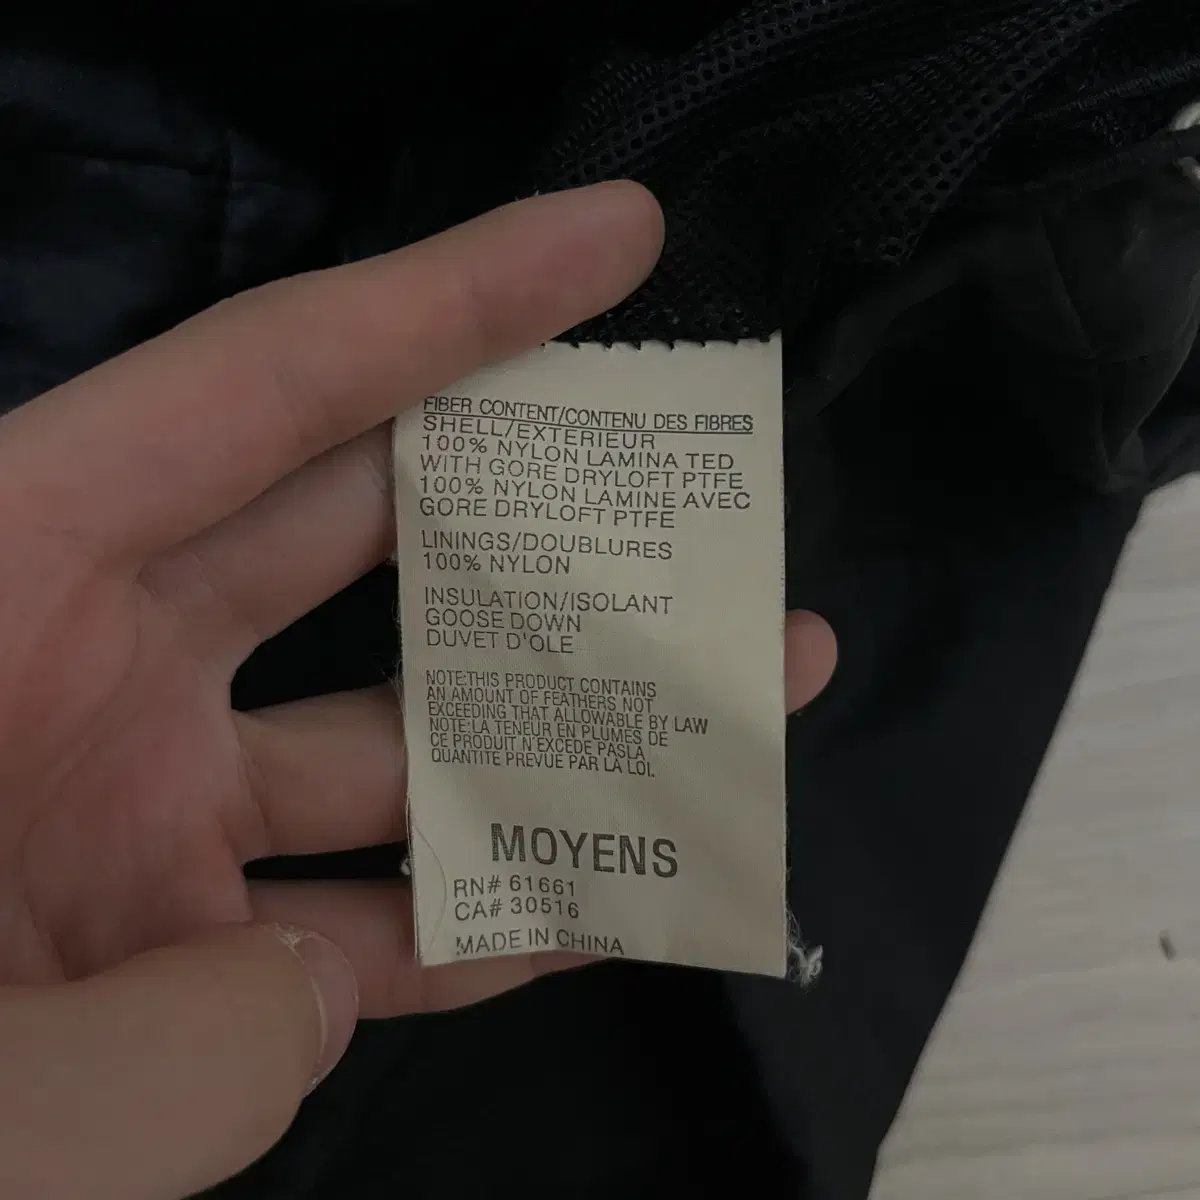 FIBER CONTENT/CONTENU DES FIBRES
SHELL/EXTERIEUR
100% NYLON LAMINA TED
WITH GORE DRYLOFT PTFE
100% NYLON LAMINE AVEC
GORE DRYLOFT PTFE
LININGS/DOUBLURES
100% NYLON
INSULATION/ISOLANT
GOOSE DOWN
DUVET D'OLE
NOTE:THIS PRODUCT CONTAINS
AN AMOUNT OF FEATHERS NOT
EXCEEDING THAT ALLOWABLE BY LAW
NOTE:LA TENEUR EN PLUMES DE
CE PRODUIT N'EXCEDE PASLA
QUANTITE PREVUE PAR LA LOI.
MOYENS
RN# 61661
CA# 30516
MADE IN CHINA